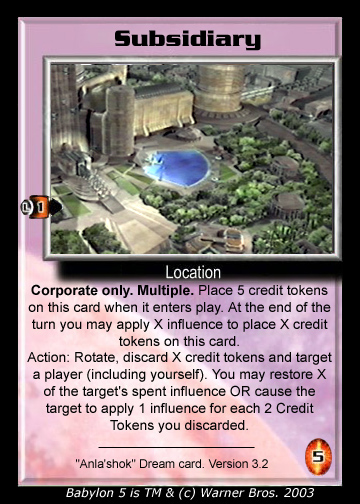 Subsidiary
1
Location
Corporate only. Multiple. Place 5 credit tokens
on this card when it enters play. At the end of the
turn you may apply X influence to place X credit
tokens on this card.
Action: Rotate, discard X credit tokens and target
a player (including yourself). You may restore X
of the target's spent influence OR cause the
target to apply 1 influence for each 2 Credit
Tokens you discarded.
5
"Anla'shok" Dream card. Version 3.2
Babylon 5 is TM & (c) Warner Bros. 2003